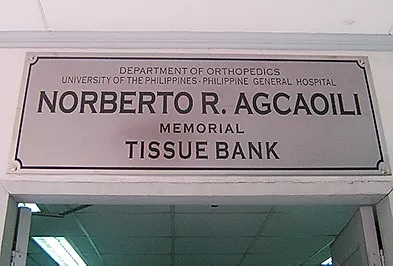 DEPARTMENT OF ORTHOPEDICS
UNIVERSITY OF THE PHILIPPINES - PHILIPPINE GENERAL HOSPITAL
NORBERTO R. AGCAOILI
MEMORIAL
TISSUE BANK